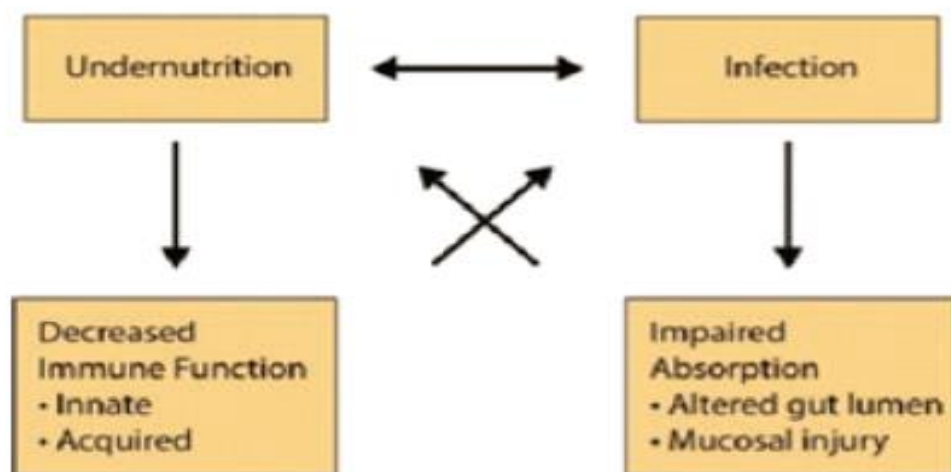 Undernutrition
Infection
Decreased
Immune Function
• Innate
• Acquired
Impaired
Absorption
• Altered gut lumen
• Mucosal injury